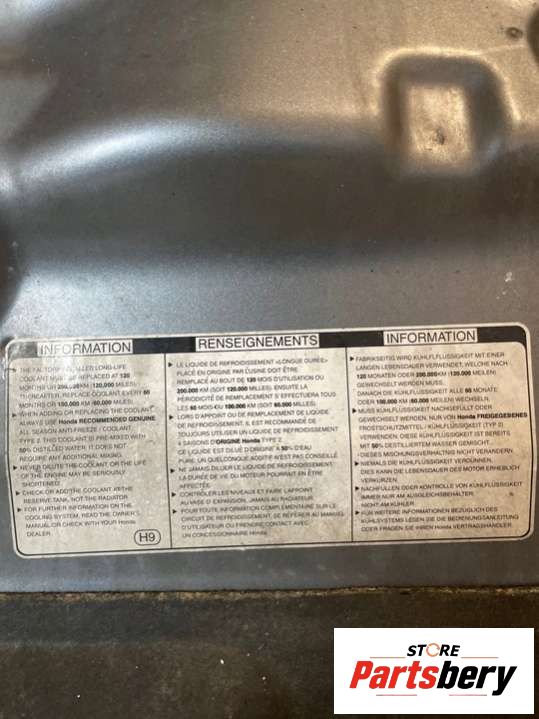 INFORMATION
COOLANT MUST BE REPLACED AT 120
MONTHS OR 200,000KM (120,000 MILES)
THEREAFTER, REPLACE COOLANT EVERY 60
MONTHS OR 100,000 KM (60,000 MILES).
WHEN ADDING OR REPLACING THE COOLANT
ALWAYS USE Honda RECOMMENDED GENUINE
ALL SEASON ANTI-FREEZE / COOLANT
TYPE 2. THIS COOLANT IS PRE-MIXED WITH
50% DISTILLED WATER. IT DOES NOT
REQUIRE ANY ADDITIONAL MIXING.
NEVER DILUTE THE COOLANT OR THE LIFE
OF THE ENGINE MAY BE SERIOUSLY
SHORTENED.
CHECK OR ADD THE COOLANT AT THE
RESERVE TANK, NOT THE RADIATOR.
FOR FURTHER INFORMATION ON THE
COOLING SYSTEM, READ THE OWNER'S
MANUAL OR CHECK WITH YOUR Honda
DEALER.
H9
RENSEIGNEMENTS
LE LIQUIDE DE REFROIDISSEMENT «LONGUE DURÉE»
PLACÉ EN ORIGINE PAR L'USINE DOIT ÊTRE
REMPLACÉ AU BOUT DE 120 MOIS D'UTILISATION OU
200.000 KM (SOIT 120.000 MILLES). ENSUITE LA
PÉRIODICITÉ DE REMPLACEMENT S'EFFECTUERA TOUS
LES 60 MOIS OU 100.000 KM (SOIT 60.000 MILLES).
LORS D'APPOINT OU DE REMPLACEMENT DE LIQUIDE
DE REFROIDISSEMENT, IL EST RECOMMANDÉ DE
TOUJOURS UTILISER UN LIQUIDE DE REFROIDISSEMENT
4 SAISONS D'ORIGINE Honda TYPE 2.
CE LIQUIDE EST DILUÉ D'ORIGINE À 50% D'EAU
PURE, UN QUELCONQUE ADDITIF N'EST PAS CONSEILLÉ
NE JAMAIS DILUER LE LIQUIDE DE REFROIDISSEMENT,
LA DURÉE DE VIE DU MOTEUR POURRAIT EN ÊTRE
AFFECTÉE.
CONTRÔLER LES NIVEAUX ET FAIRE L'APPOINT
AU VASE D'EXPANSION, JAMAIS AU RADIATEUR
POUR TOUTE INFORMATION COMPLÉMENTAIRE SUR LE
CIRCUIT DE REFROIDISSEMENT, SE RÉFÉRER AU MANUEL
D'UTILISATEUR OU PRENDRE CONTACT AVEC
UN CONCESSIONNAIRE Honda.
INFORMATION
FABRIKSEITIG WIRD KÜHLFLÜSSIGKEIT MIT EINER
LANGEN LEBENSDAUER VERWENDET, WELCHE NACH
120 MONATEN ODER 200.000KM (120.000 MEILEN)
GEWECHSELT WERDEN MUSS.
DANACH DIE KÜHLFLÜSSIGKEIT ALLE 60 MONATE
ODER 100.000 KM (60.000 MEILEN) WECHSELN.
MUSS KÜHLFLÜSSIGKEIT NACHGEFÜLLT ODER
GEWECHSELT WERDEN, NUR VON Honda FREIGEGEBENES
FROSTSCHUTZMITTEL / KÜHLFLÜSSIGKEIT (TYP 2)
VERWENDEN. DIESE KÜHLFLÜSSIGKEIT IST BEREITS
MIT 50% DESTILLIERTEM WASSER GEMISCHT.
DIESES MISCHUNGSVERHÄLTNIS NICHT VERÄNDERN.
NIEMALS DIE KÜHLFLÜSSIGKEIT VERDÜNNEN.
DIES KANN DIE LEBENSDAUER DES MOTOR ERHEBLICH
VERKÜRZEN.
NACHFÜLLEN ODER KONTROLLE VON KÜHLFLÜSSIGKEIT
IMMER NUR AM AUSGLEICHSBEHÄLTER,
NICHT AM KÜHLER.
FÜR WEITERE INFORMATIONEN BEZÜGLICH DES
KÜHLSYSTEMS LESEN SIE DIE BEDIENUNGSANLEITUNG
ODER FRAGEN SIE IHREN Honda VERTRAGSHÄNDLER.
STORE
Partsbery